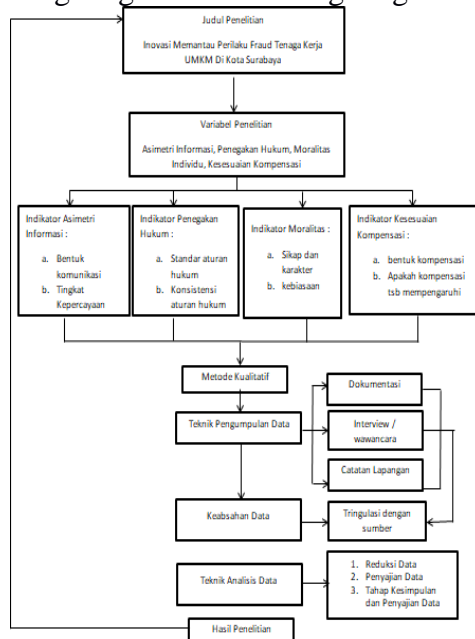 Judul Penelitian
Inovasi Memantau Perilaku Fraud Tenaga Kerja
UMKM Di Kota Surabaya
Variabel Penelitian
Asimetri Informasi, Penegakan Hukum, Moralitas
Individu, Kesesuaian Kompensasi
Indikator Asimetri
Informasi :
a. Bentuk
komunikasi
b. Tingkat
Kepercayaan
Indikator Penegakan
Hukum :
a. Standar aturan
hukum
b. Konsistensi
aturan hukum
Indikator Moralitas :
a. Sikap dan
karakter
b. kebiasaan
Indikator Kesesuaian
Kompensasi :
a. bentuk kompensasi
b. Apakah kompensasi
tsb mempengaruhi
Metode Kualitatif
Teknik Pengumpulan Data
Dokumentasi
Interview /
wawancara
Catatan Lapangan
Keabsahan Data
Tringulasi dengan
sumber
Teknik Analisis Data
1. Reduksi Data
2. Penyajian Data
3. Tahap Kesimpulan
dan Penyajian Data
Hasil Penelitian